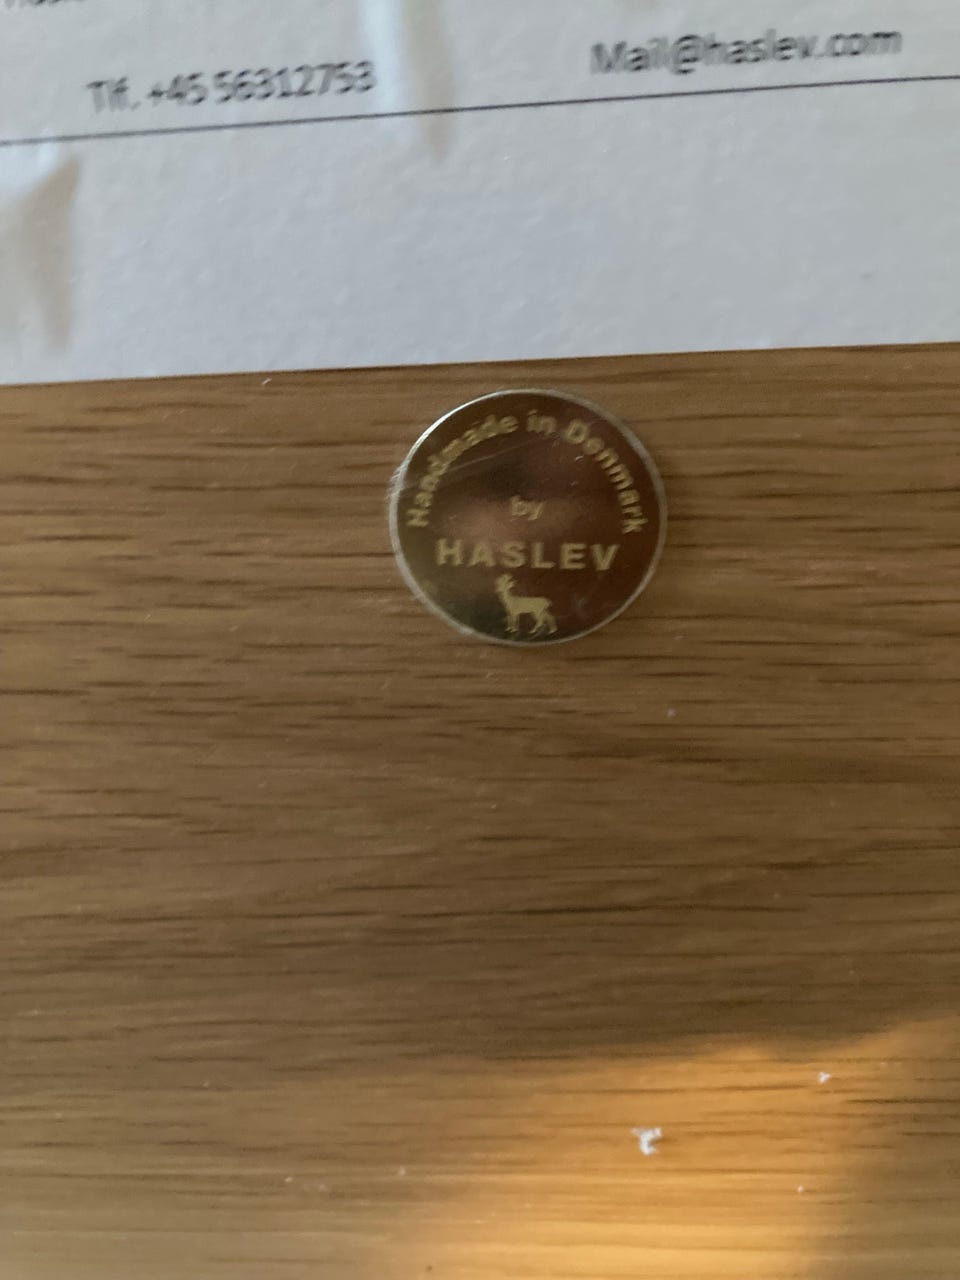 Tlf. +45 56312753
Mail@haslev.com
Handmade in Denmark
by
HASLEV